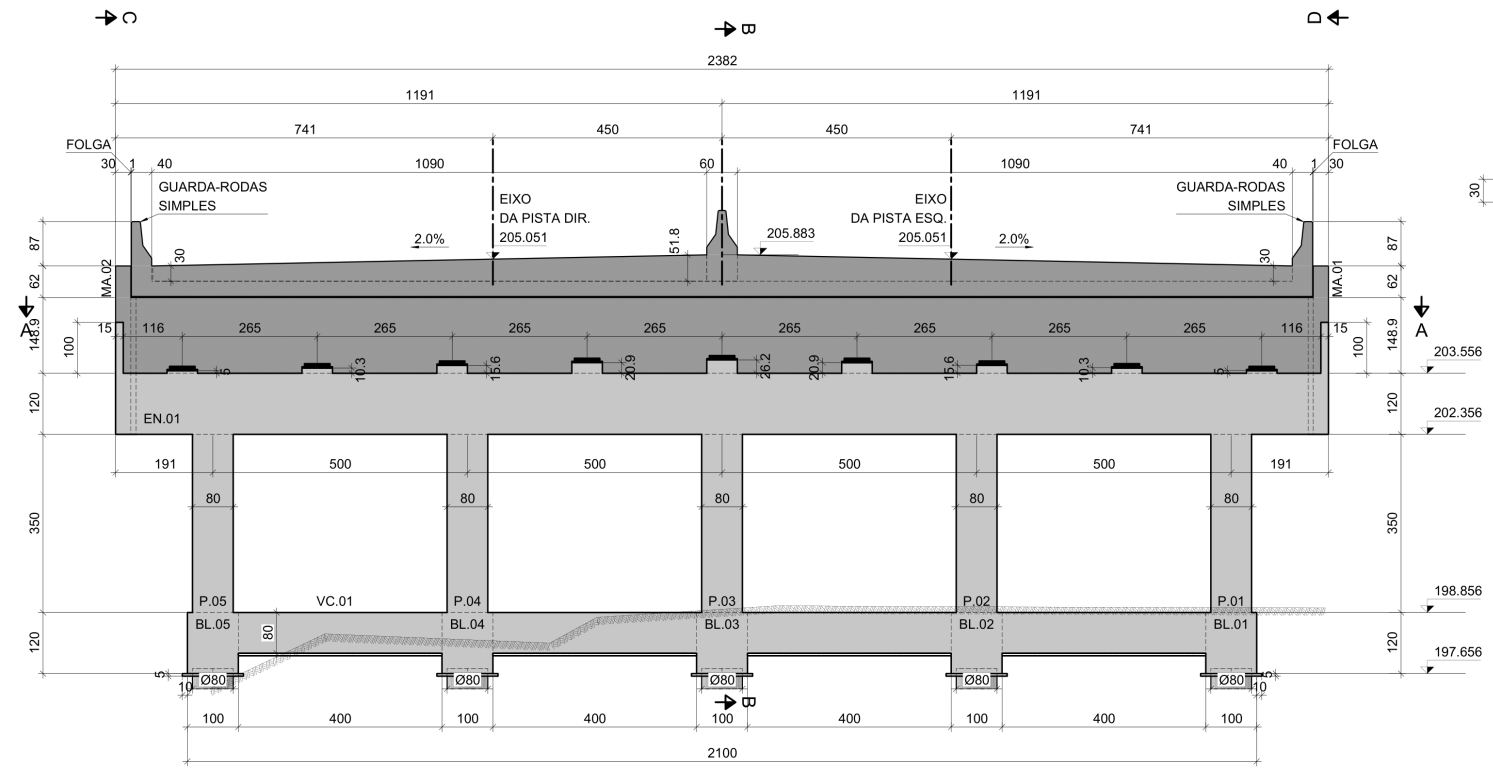 C
B
D
2382
1191
1191
741
450
450
741
FOLGA
FOLGA
30
1
40
1090
60
1090
40
1
30
GUARDA-RODAS
SIMPLES
EIXO
DA PISTA DIR.
205.051
EIXO
DA PISTA ESQ.
205.051
GUARDA-RODAS
SIMPLES
30
87
2.0%
51.8
205.883
2.0%
87
62
MA.02
30
30
MA.01
62
A
148.9
100
15
116
265
265
265
265
265
265
265
265
116
15
100
148.9
A
5
10.3
15.6
20.9
26.2
20.9
15.6
10.3
5
203.556
120
EN.01
120
202.356
191
500
500
500
500
191
80
80
80
80
80
350
350
P.05
VC.01
P.04
P.03
P.02
P.01
198.856
BL.05
BL.04
BL.03
BL.02
BL.01
120
80
120
197.656
5
10
Ø80
Ø80
Ø80
Ø80
Ø80
5
10
B
100
400
100
400
100
400
100
400
100
2100